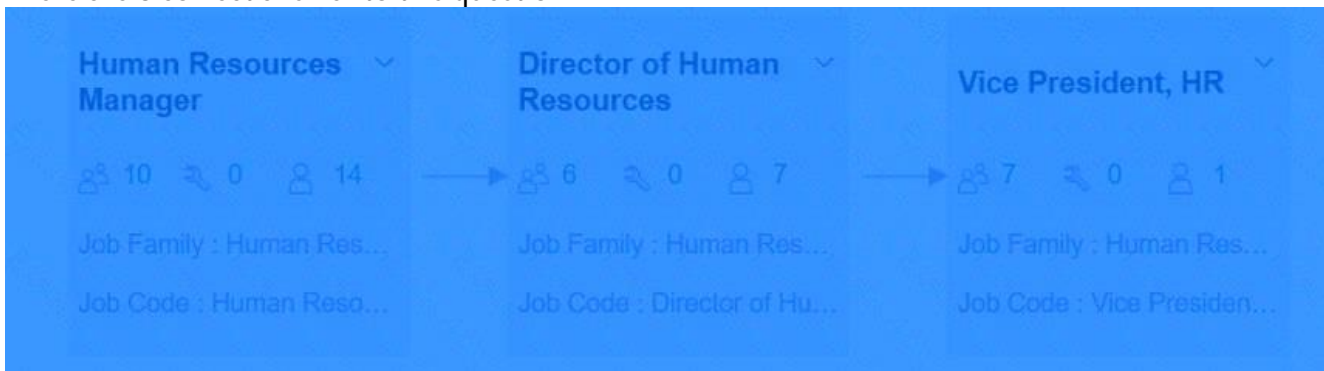 Human Resources
Manager
10 0 14
Job Family : Human Res...
Job Code : Human Reso...
Director of Human
Resources
6 0 7
Job Family : Human Res...
Job Code : Director of Hu...
Vice President, HR
7 0 1
Job Family : Human Res...
Job Code : Vice Presiden...